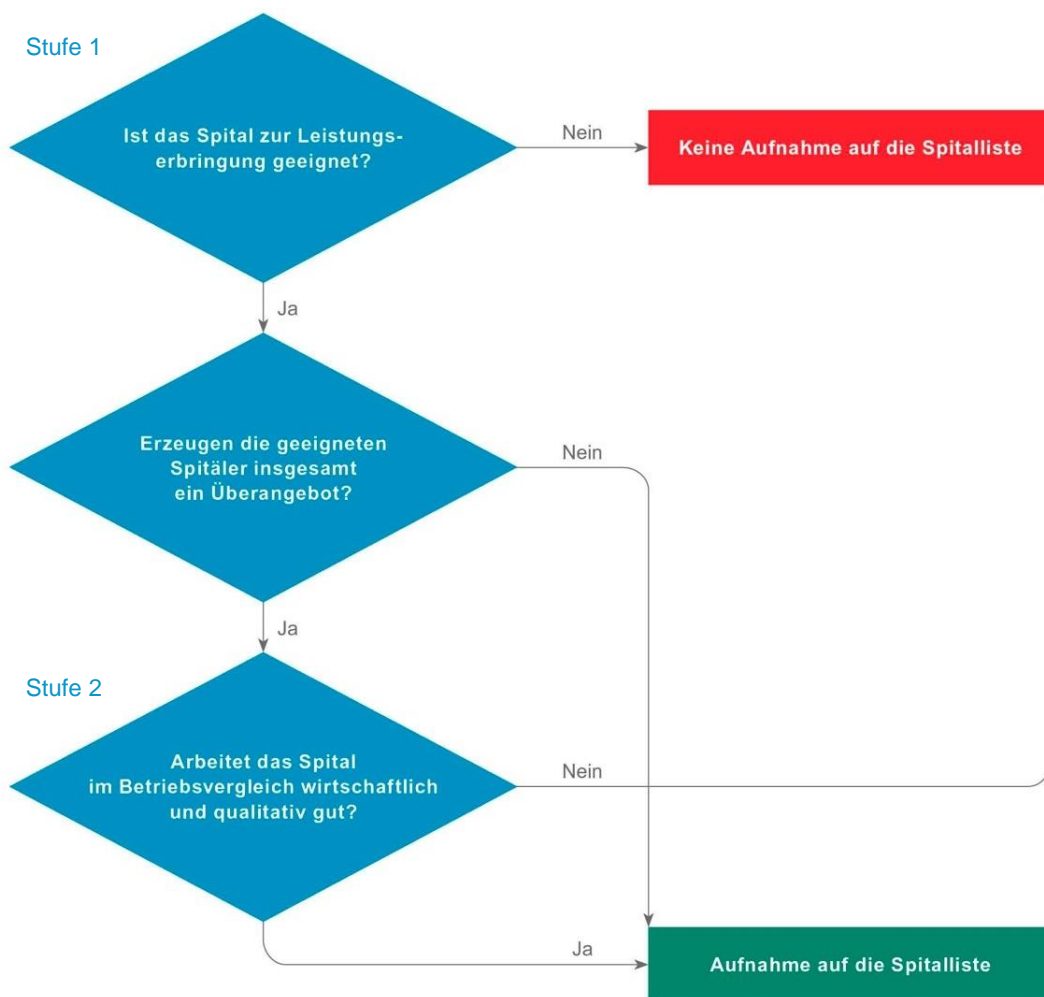 Stufe 1
Ist das Spital zur Leistungs-
erbringung geeignet?
Nein
Keine Aufnahme auf die Spitalliste
Ja
Erzeugen die geeigneten
Spitäler insgesamt
ein Überangebot?
Nein
Ja
Stufe 2
Arbeitet das Spital
im Betriebsvergleich wirtschaftlich
und qualitativ gut?
Nein
Ja
Aufnahme auf die Spitalliste